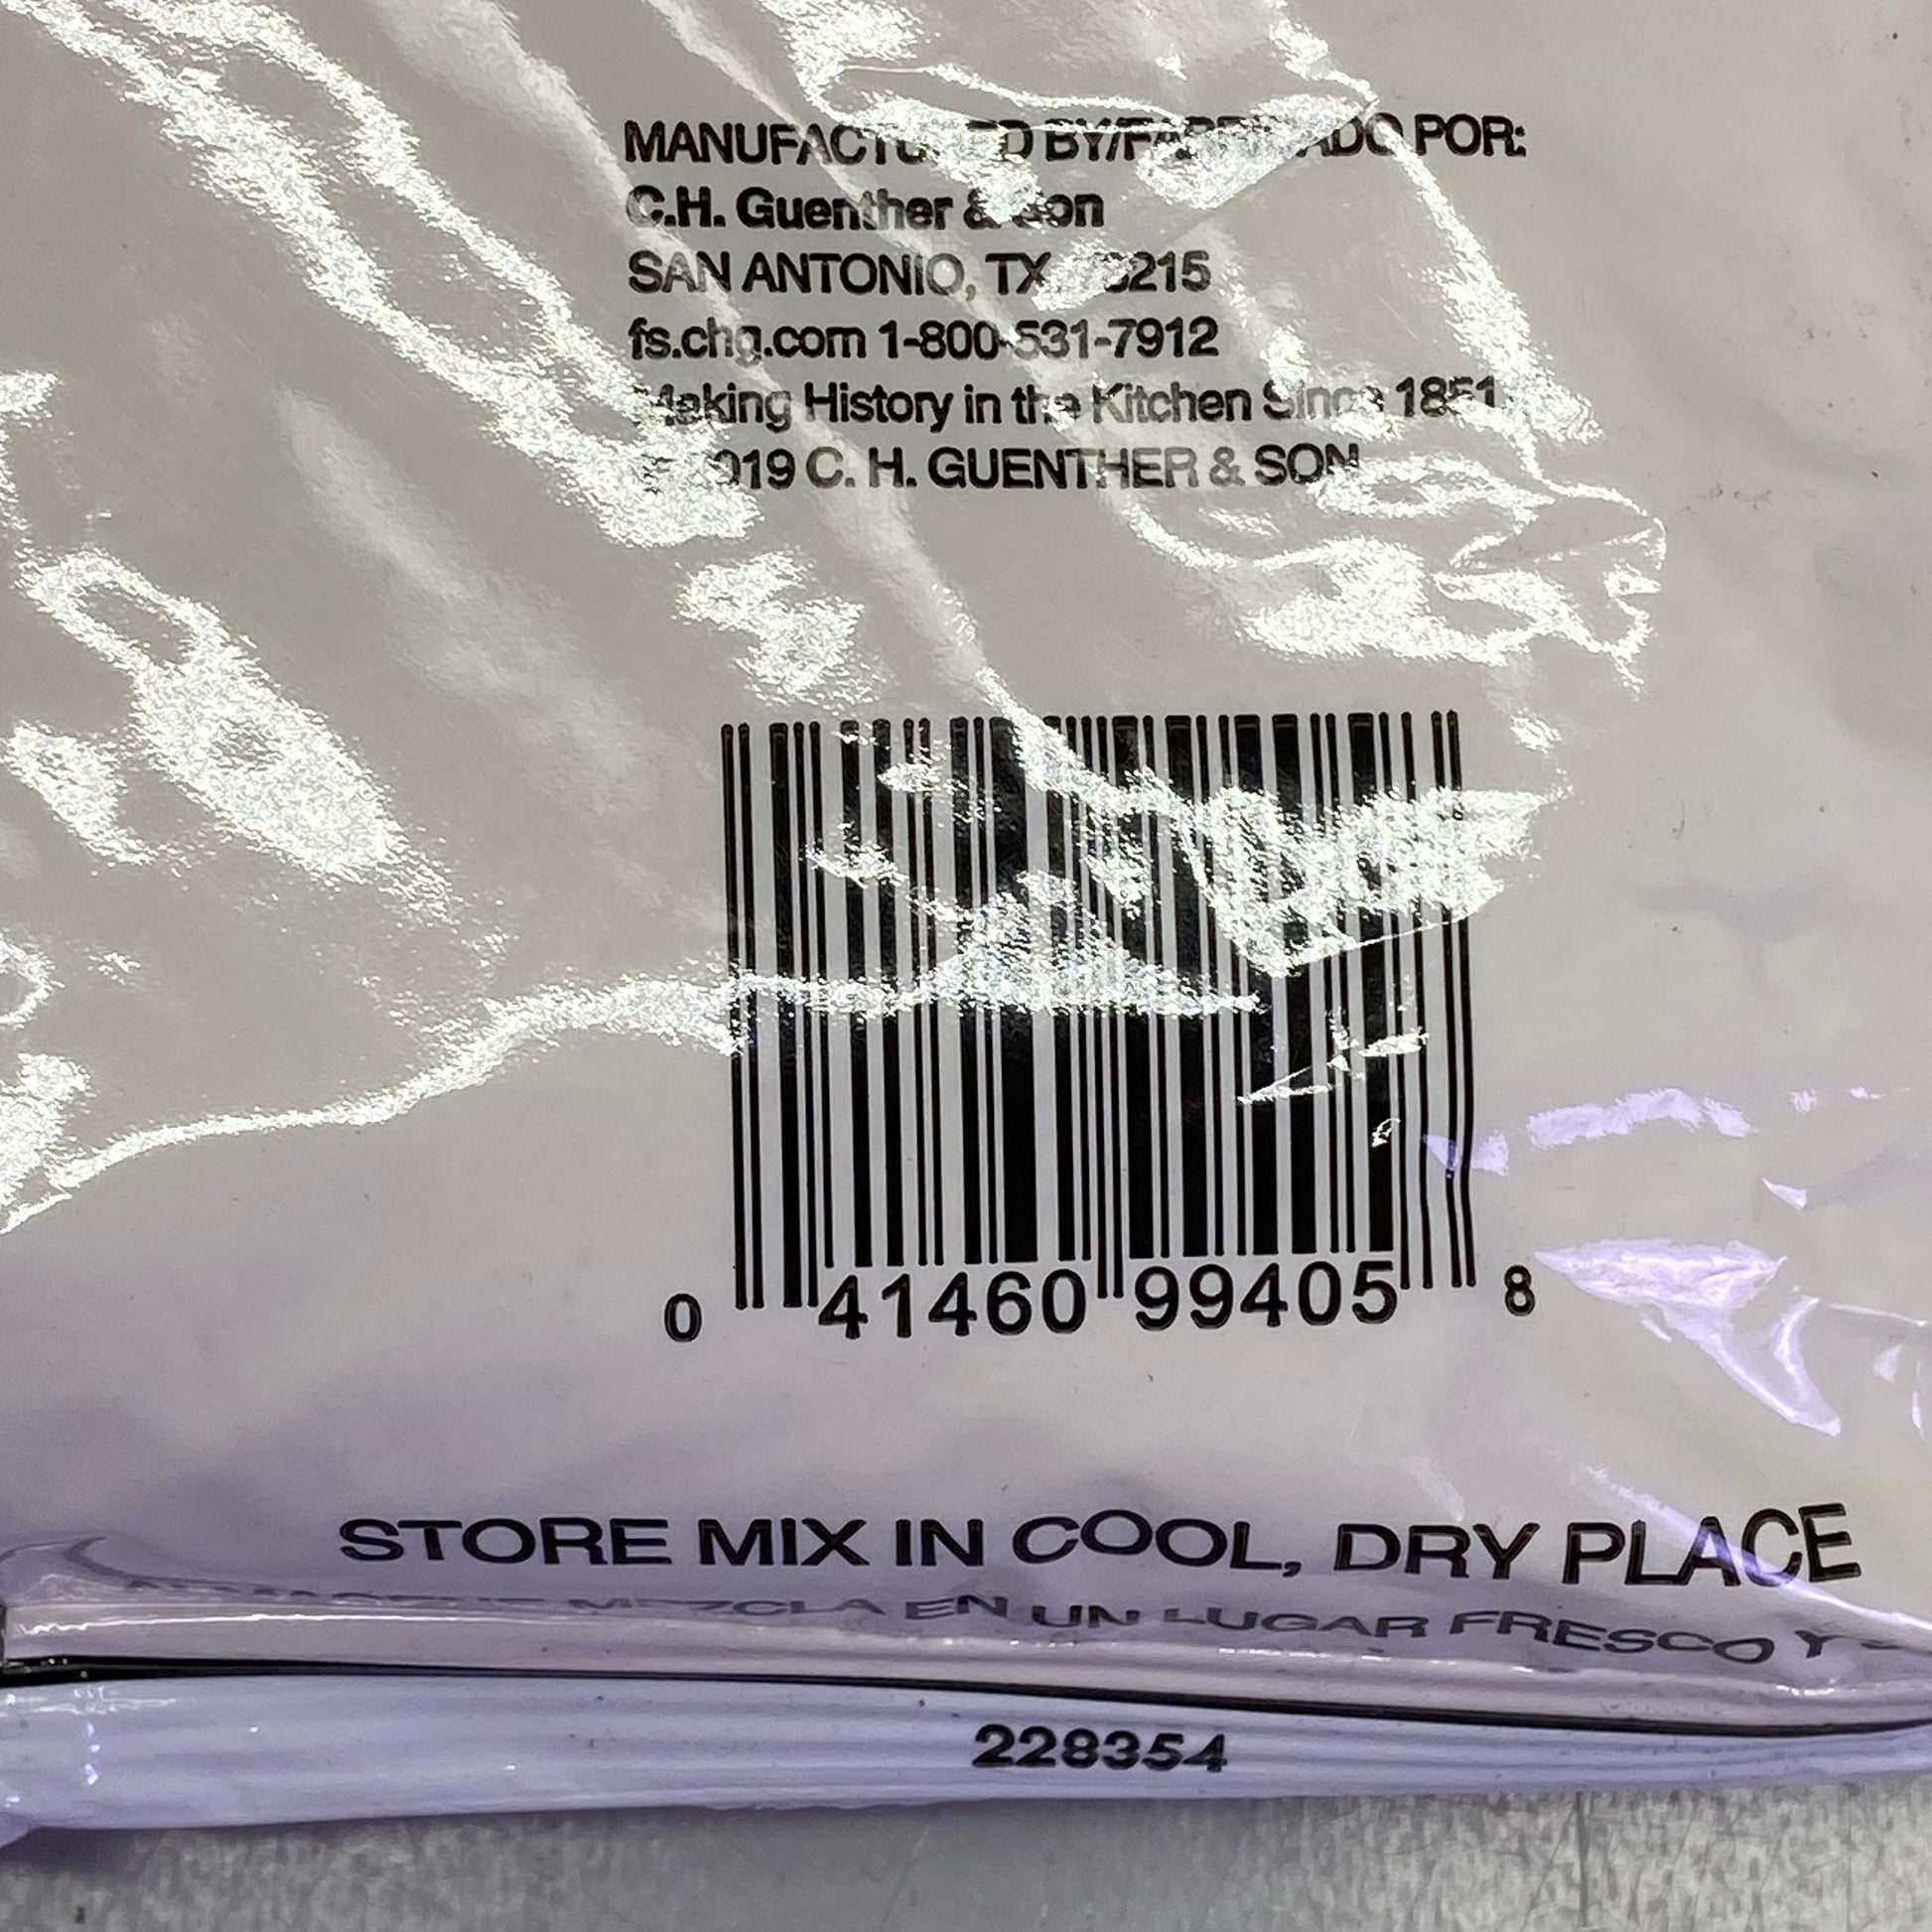 MANUFACTURED BY/FABRICADO POR:
C.H. Guenther & Son
SAN ANTONIO, TX 78215
fs.chg.com 1-800-531-7912
Making History in the Kitchen Since 1851
©2019 C. H. GUENTHER & SON
0 41460 99405 8
STORE MIX IN COOL, DRY PLACE
MEZCLA EN UN LUGAR FRESCO Y
228354